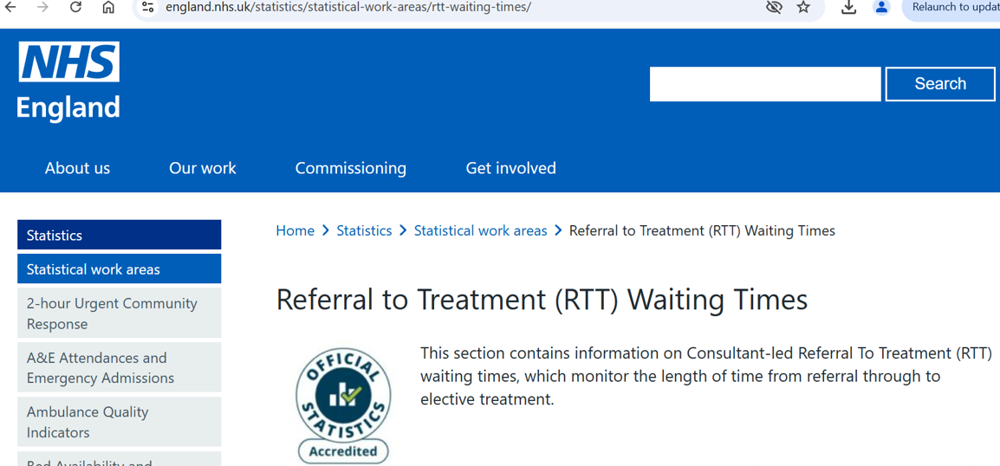 england.nhs.uk/statistics/statistical-work-areas/rtt-waiting-times/
Relaunch to updat
NHS
England
Search
About us
Our work
Commissioning
Get involved
Statistics
Statistical work areas
2-hour Urgent Community
Response
A&E Attendances and
Emergency Admissions
Ambulance Quality
Indicators
Bed Availability and
Home > Statistics > Statistical work areas > Referral to Treatment (RTT) Waiting Times
Referral to Treatment (RTT) Waiting Times
OFFICIAL
STATISTICS
Accredited
This section contains information on Consultant-led Referral To Treatment (RTT)
waiting times, which monitor the length of time from referral through to
elective treatment.